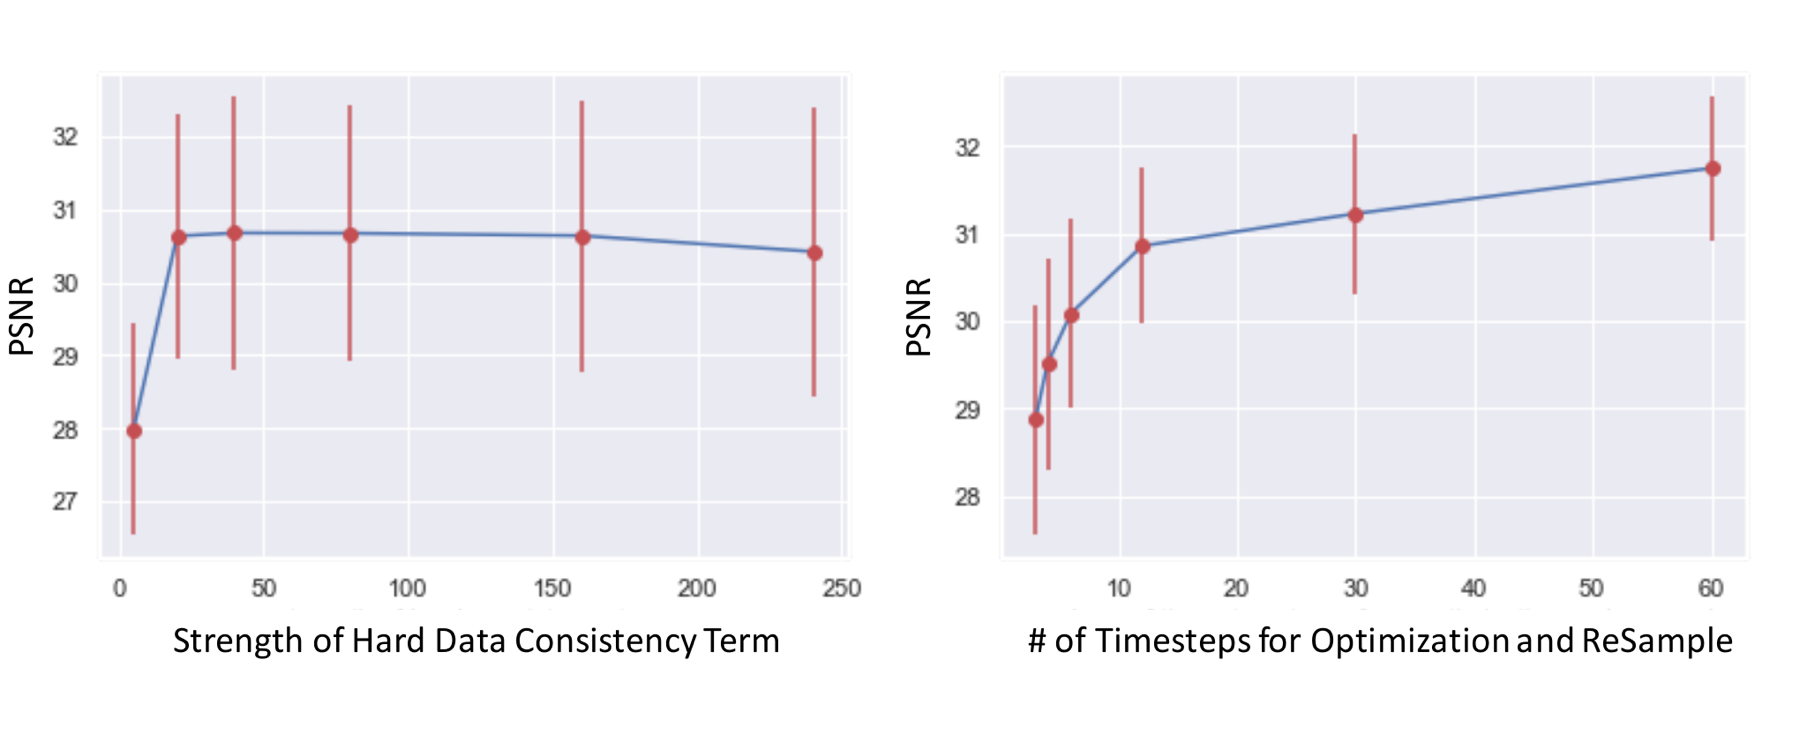 32
31
30
29
28
27
PSNR
0 50 100 150 200 250
Strength of Hard Data Consistency Term
32
31
30
29
28
PSNR
10 20 30 40 50 60
# of Timesteps for Optimization and ReSample